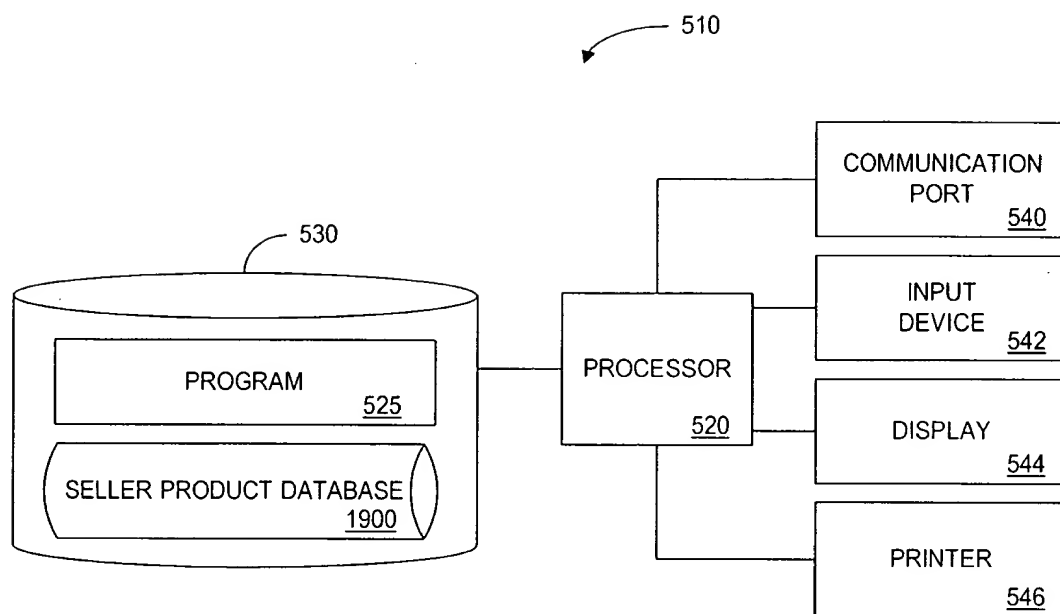 510
530
PROGRAM
525
SELLER PRODUCT DATABASE
1900
PROCESSOR
520
COMMUNICATION
PORT
540
INPUT
DEVICE
542
DISPLAY
544
PRINTER
546